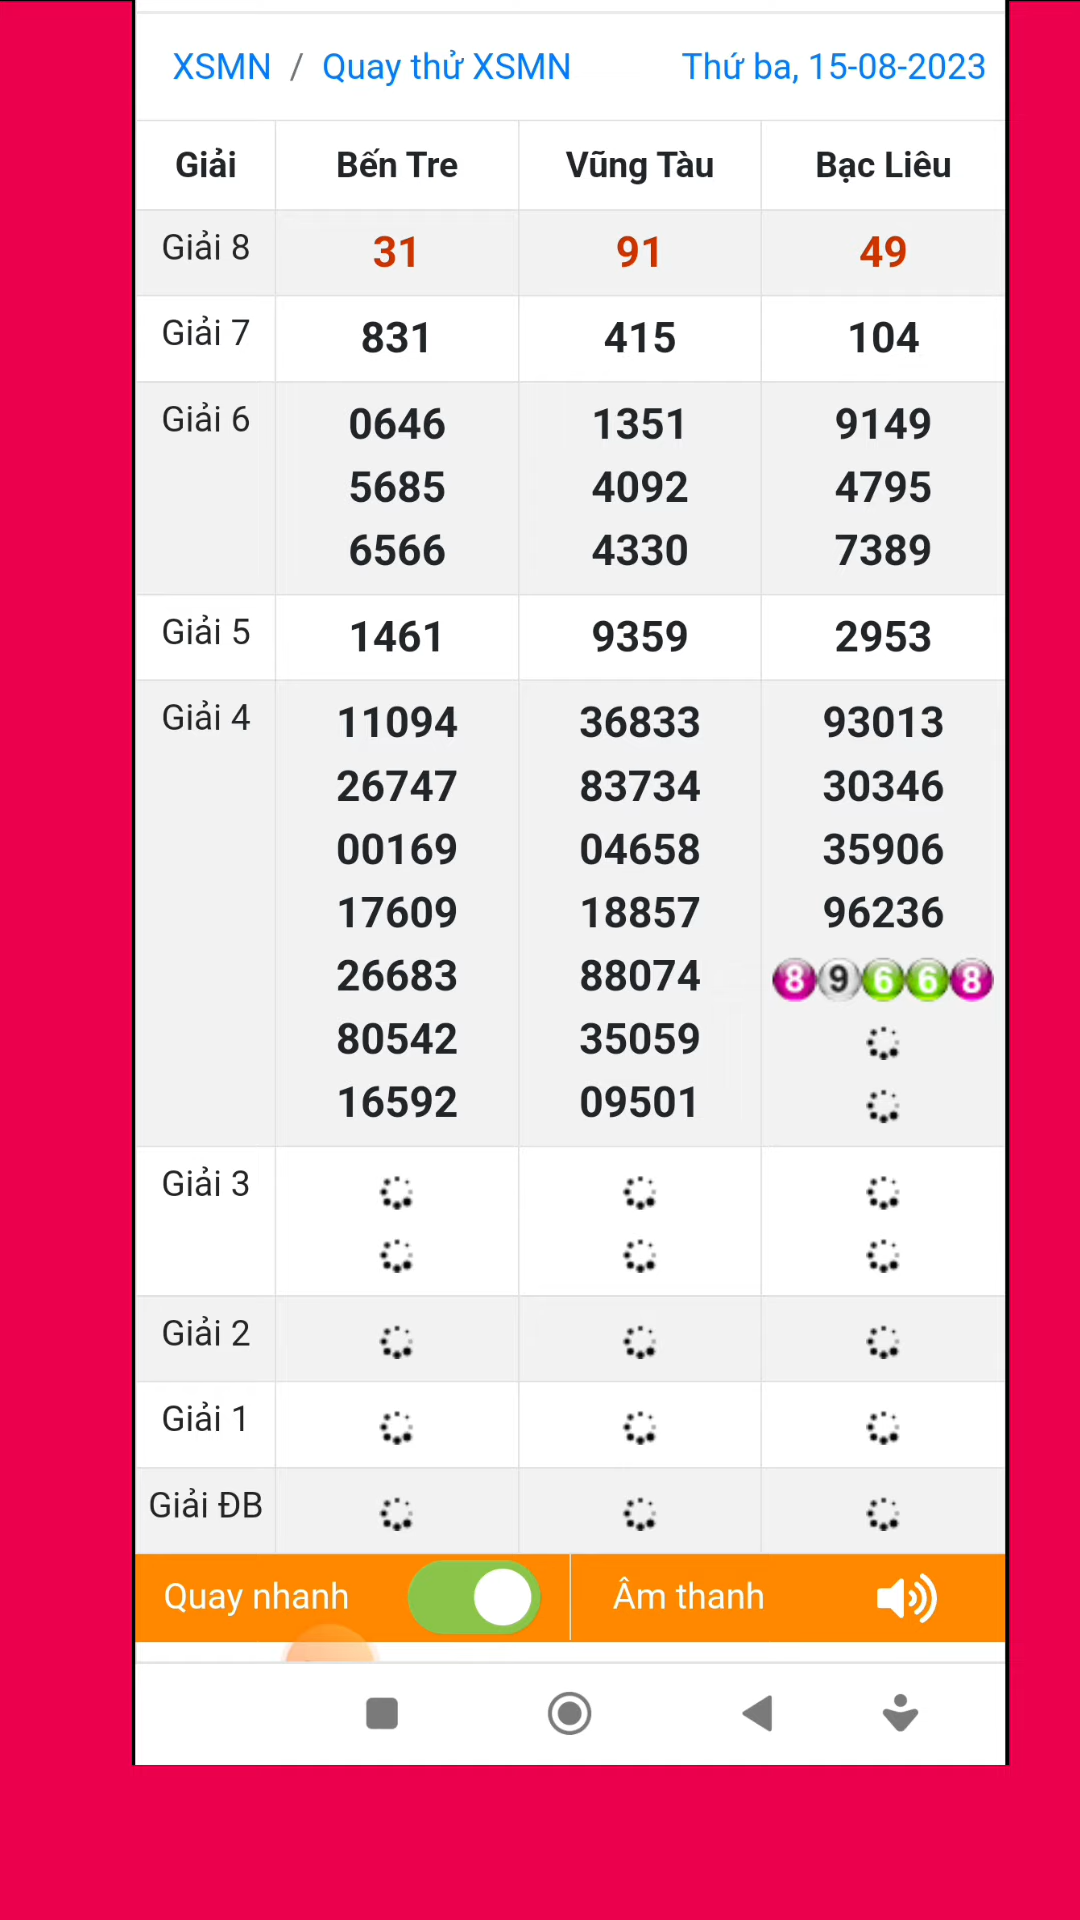 XSMN / Quay thử XSMN Thứ ba, 15-08-2023
Giải Bến Tre Vũng Tàu Bạc Liêu
Giải 8 31 91 49
Giải 7 831 415 104
Giải 6 0646 1351 9149
5685 4092 4795
6566 4330 7389
Giải 5 1461 9359 2953
Giải 4 11094 36833 93013
26747 83734 30346
00169 04658 35906
17609 18857 96236
26683 88074 89668
80542 35059
16592 09501
Giải 3
Giải 2
Giải 1
Giải ĐB
Quay nhanh Âm thanh